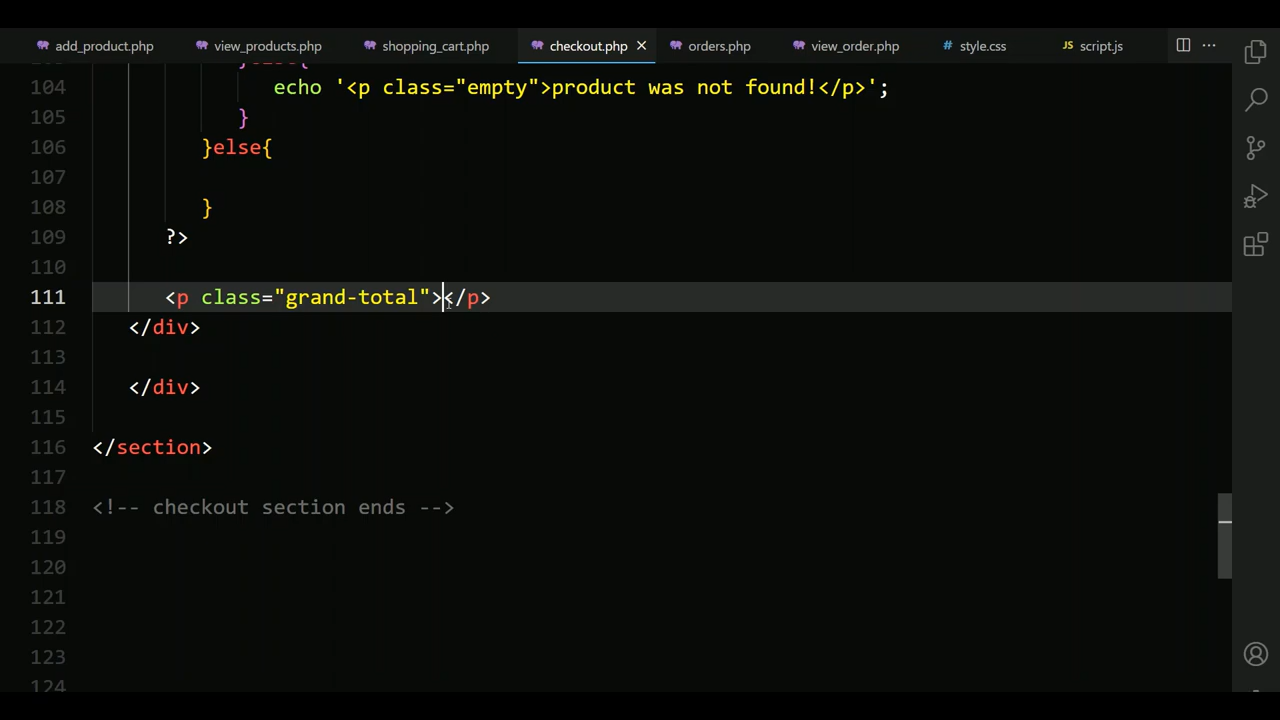 add_product.php view_products.php shopping_cart.php checkout.php orders.php view_order.php # style.css JS script.js
104 echo '<p class="empty">product was not found!</p>';
105 }
106 }else{
107
108 }
109 ?>
110
111 <p class="grand-total"></p>
112 </div>
113
114 </div>
115
116 </section>
117
118 <!-- checkout section ends -->
119
120
121
122
123
124